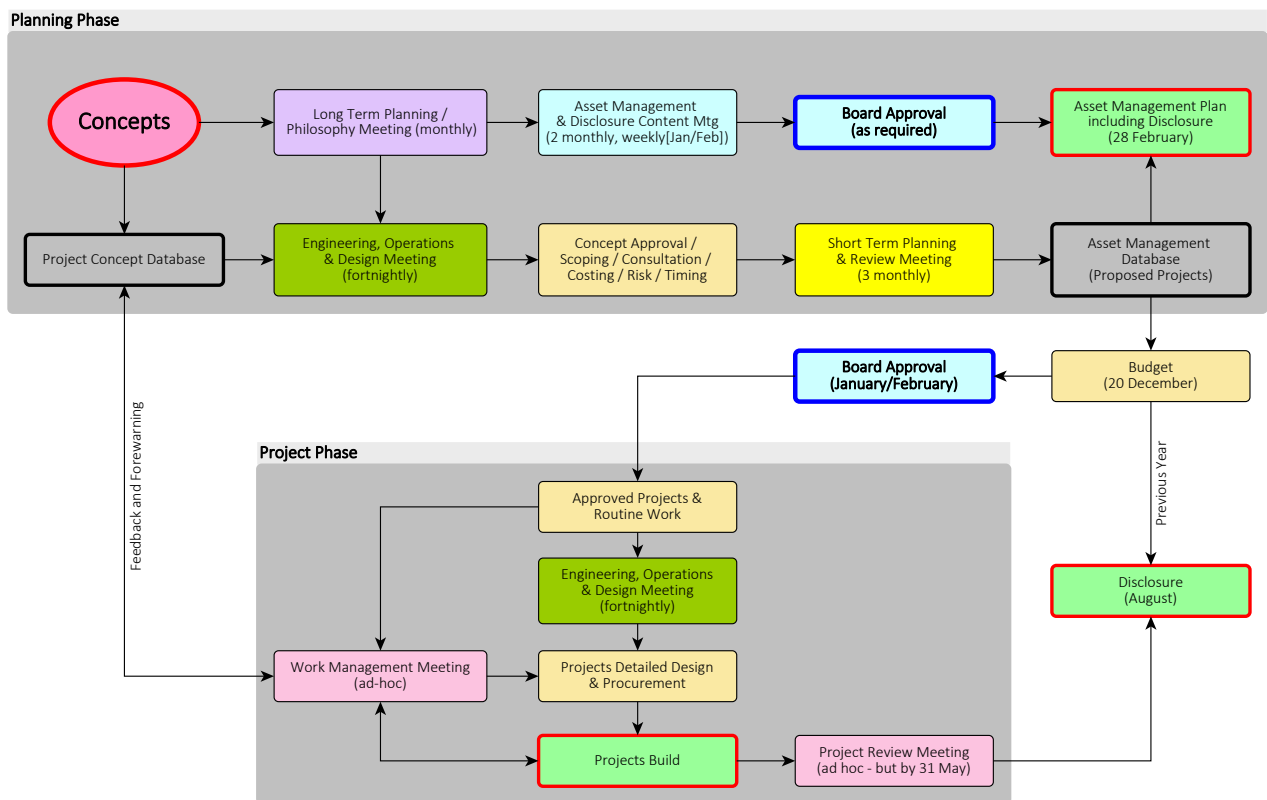 Planning Phase
Concepts
Long Term Planning /
Philosophy Meeting (monthly)
Asset Management
& Disclosure Content Mtg
(2 monthly, weekly[Jan/Feb])
Board Approval
(as required)
Asset Management Plan
including Disclosure
(28 February)
Project Concept Database
Engineering, Operations
& Design Meeting
(fortnightly)
Concept Approval /
Scoping / Consultation /
Costing / Risk / Timing
Short Term Planning
& Review Meeting
(3 monthly)
Asset Management
Database
(Proposed Projects)
Board Approval
(January/February)
Budget
(20 December)
Feedback and Forewarning
Previous Year
Project Phase
Approved Projects &
Routine Work
Engineering, Operations
& Design Meeting
(fortnightly)
Disclosure
(August)
Work Management Meeting
(ad-hoc)
Projects Detailed Design
& Procurement
Projects Build
Project Review Meeting
(ad hoc - but by 31 May)